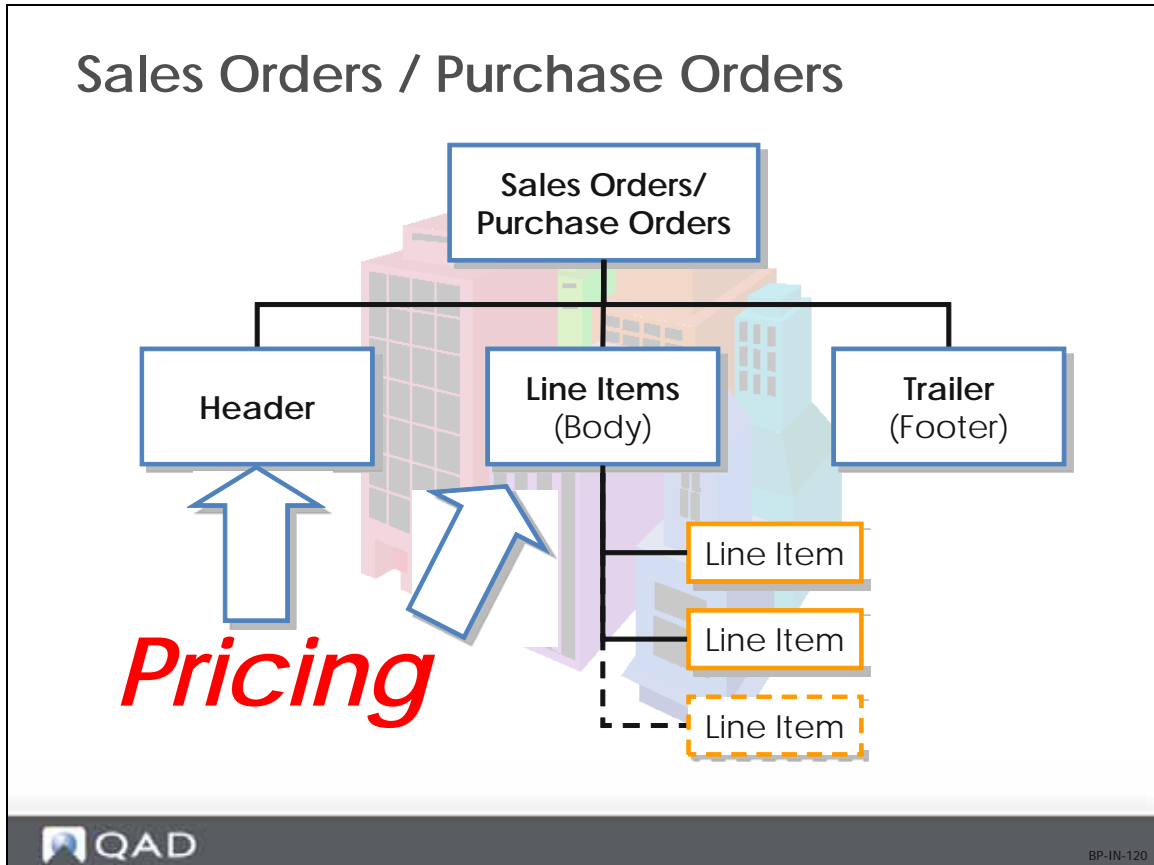 Sales Orders / Purchase Orders
Sales Orders/
Purchase Orders
Header
Line Items
(Body)
Trailer
(Footer)
Line Item
Line Item
Pricing
Line Item
QAD
BP-IN-120